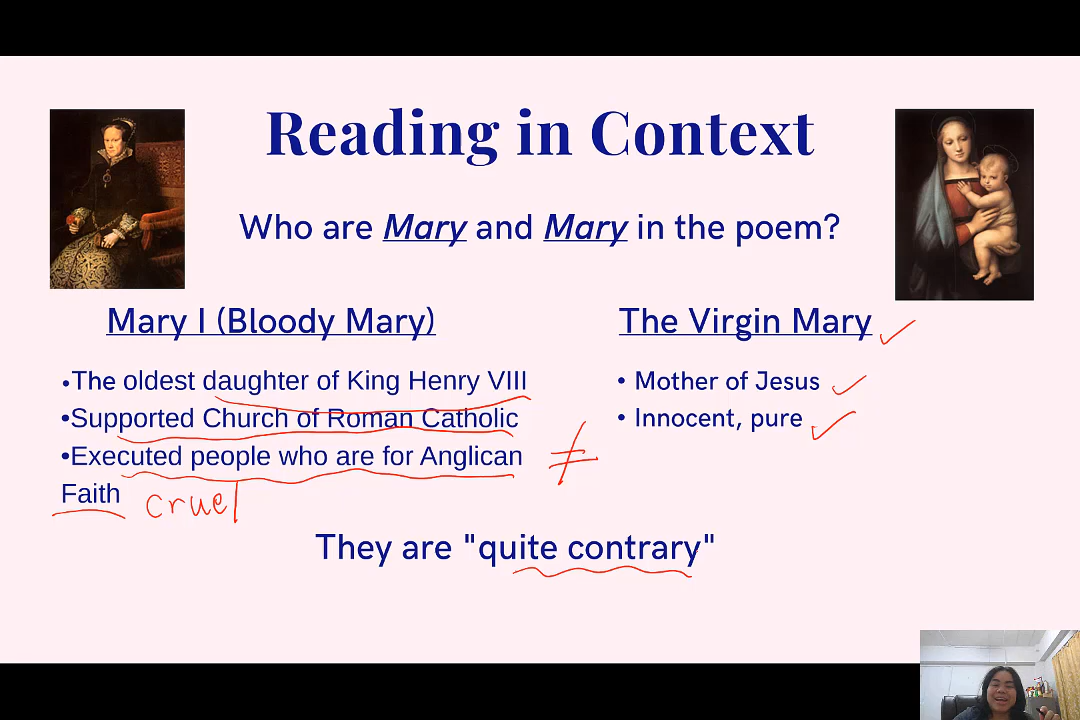 Reading in Context
Who are Mary and Mary in the poem?
Mary I (Bloody Mary)
•The oldest daughter of King Henry VIII
•Supported Church of Roman Catholic
•Executed people who are for Anglican
Faith cruel
≠
The Virgin Mary
• Mother of Jesus
• Innocent, pure
They are "quite contrary"